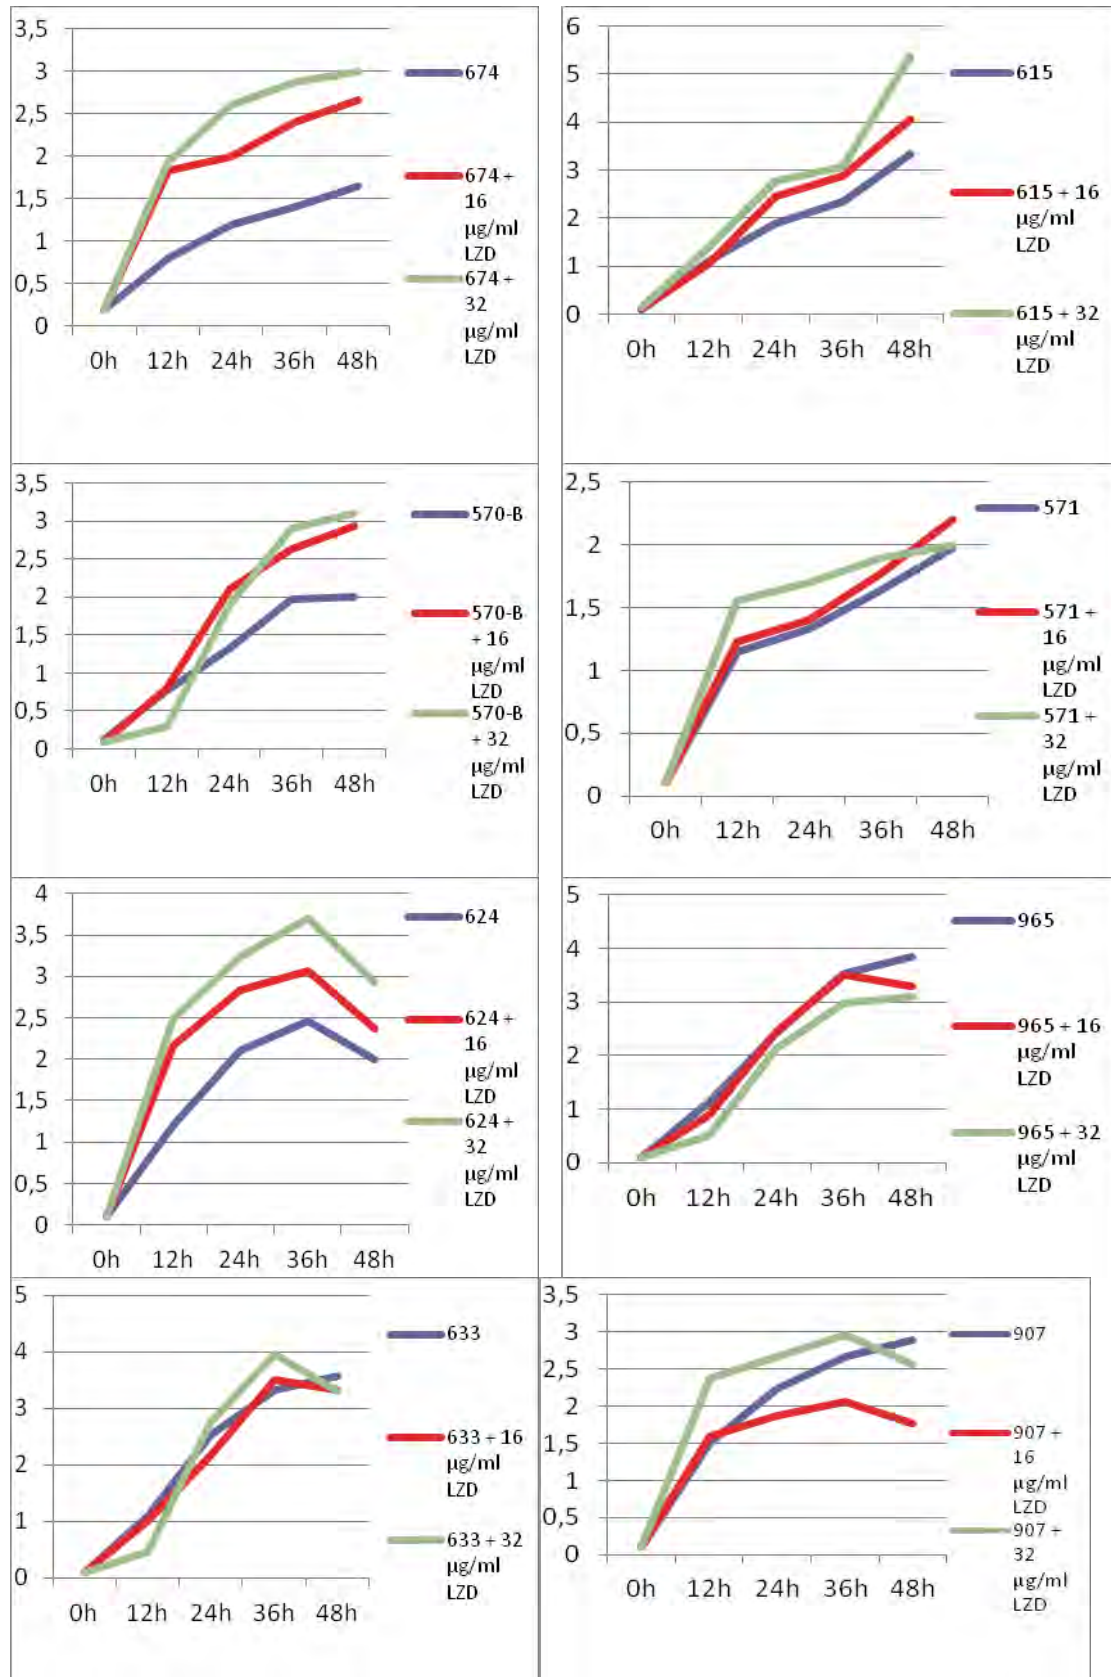 3,5
3
2,5
2
1,5
1
0,5
0
0h 12h 24h 36h 48h
674
674 +
16
µg/ml
LZD
674 +
32
µg/ml
LZD
6
5
4
3
2
1
0
0h 12h 24h 36h 48h
615
615 + 16
µg/ml
LZD
615 + 32
µg/ml
LZD
3,5
3
2,5
2
1,5
1
0,5
0
0h 12h 24h 36h 48h
570-B
570-B
+ 16
µg/ml
LZD
570-B
+ 32
µg/ml
LZD
2,5
2
1,5
1
0,5
0
0h 12h 24h 36h 48h
571
571 +
16
µg/ml
LZD
571 +
32
µg/ml
LZD
4
3,5
3
2,5
2
1,5
1
0,5
0
0h 12h 24h 36h 48h
624
624 +
16
µg/ml
LZD
624 +
32
µg/ml
LZD
5
4
3
2
1
0
0h 12h 24h 36h 48h
965
965 + 16
µg/ml
LZD
965 + 32
µg/ml
LZD
5
4
3
2
1
0
0h 12h 24h 36h 48h
633
633 + 16
µg/ml
LZD
633 + 32
µg/ml
LZD
3,5
3
2,5
2
1,5
1
0,5
0
0h 12h 24h 36h 48h
907
907 +
16
µg/ml
LZD
907 +
32
µg/ml
LZD